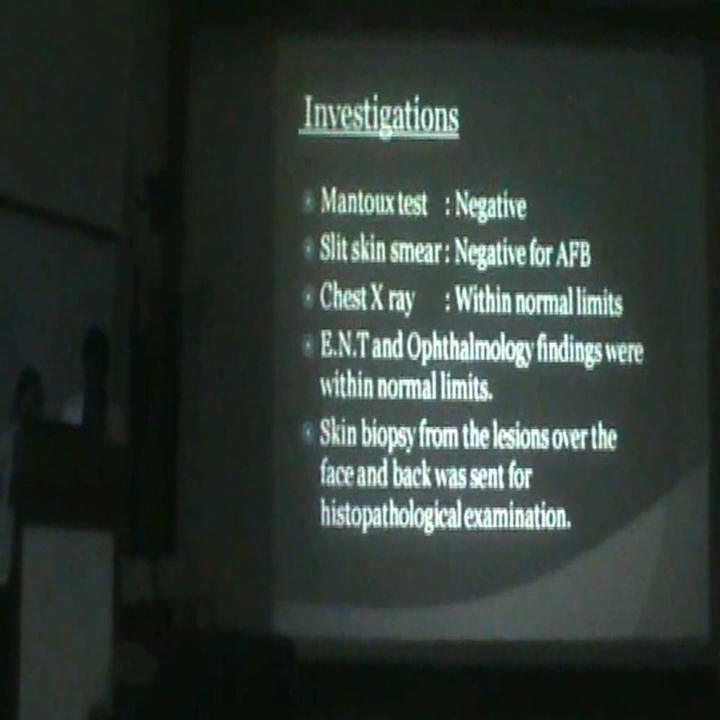 Investigations
Mantoux test : Negative
Slit skin smear : Negative for AFB
Chest X ray : Within normal limits
E.N.T and Ophthalmology findings were
within normal limits.
Skin biopsy from the lesions over the
face and back was sent for
histopathological examination.